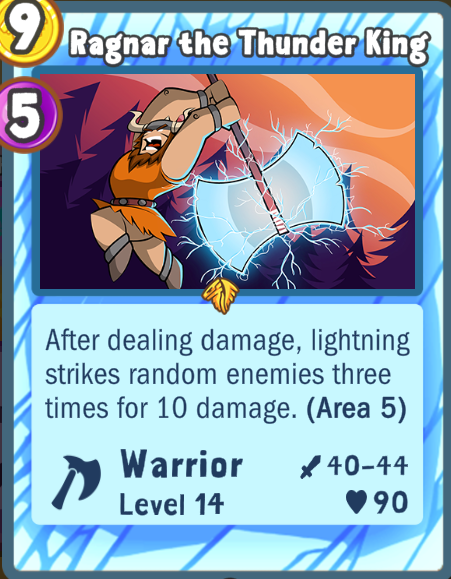 9
Ragnar the Thunder King
5
After dealing damage, lightning
strikes random enemies three
times for 10 damage. (Area 5)
Warrior
40–44
Level 14
90